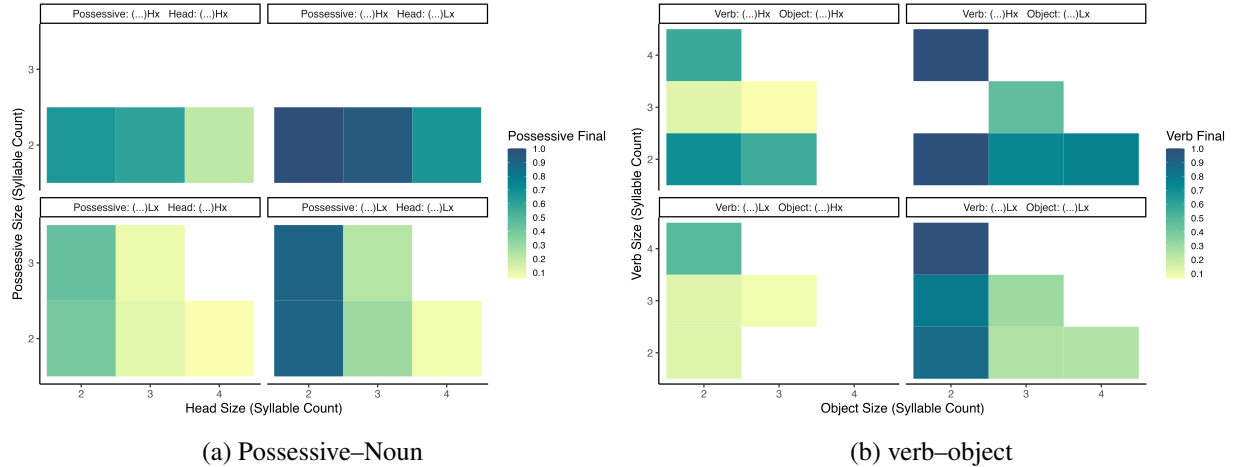 Possessive: (...)Hx Head: (...)Hx
Possessive: (...)Hx Head: (...)Lx
3
2
Possessive: (...)Lx Head: (...)Hx
Possessive: (...)Lx Head: (...)Lx
3
2
2 3 4 2 3 4
Head Size (Syllable Count)
Possessive Size (Syllable Count)
Possessive Final
1.0
0.9
0.8
0.7
0.6
0.5
0.4
0.3
0.2
0.1
(a) Possessive–Noun
Verb: (...)Hx Object: (...)Hx
Verb: (...)Hx Object: (...)Lx
4
3
2
Verb: (...)Lx Object: (...)Hx
Verb: (...)Lx Object: (...)Lx
4
3
2
2 3 4 2 3 4
Object Size (Syllable Count)
Verb Size (Syllable Count)
Verb Final
1.0
0.9
0.8
0.7
0.6
0.5
0.4
0.3
0.2
0.1
(b) verb–object